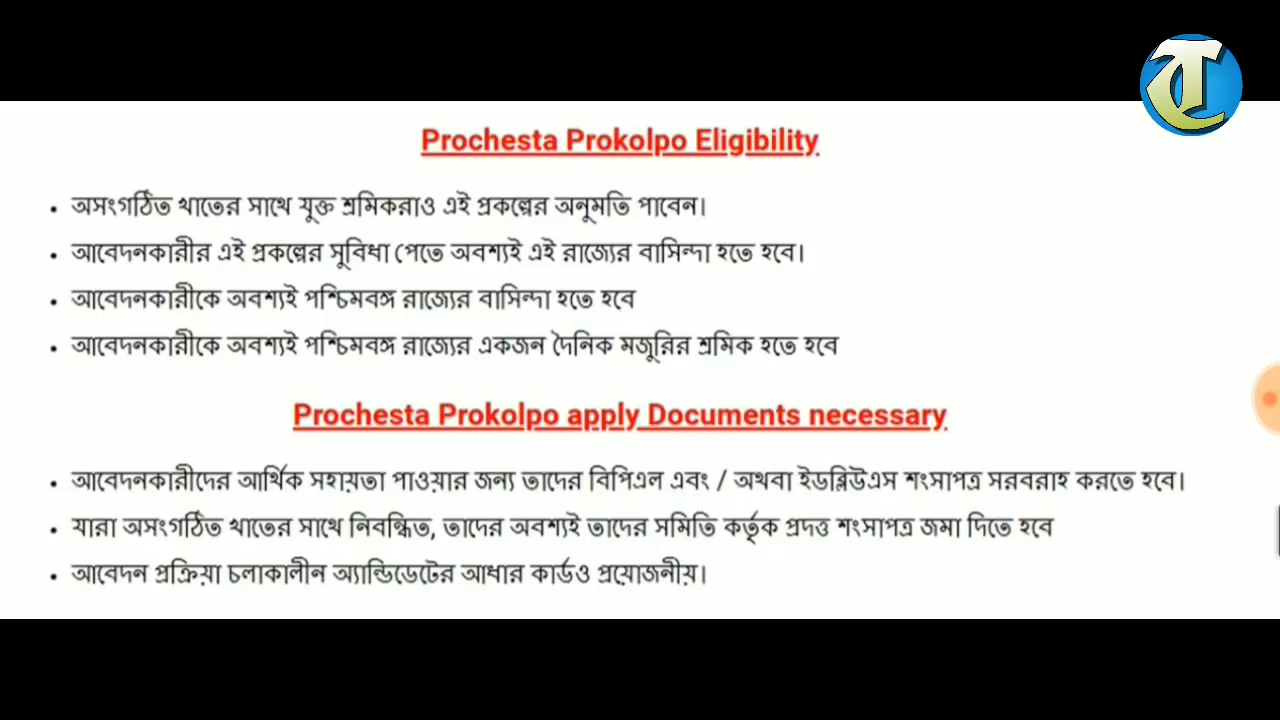 Prochesta Prokolpo Eligibility
• অসংগঠিত খাতের সাথে যুক্ত শ্রমিকরাও এই প্রকল্পের অনুমতি পাবেন।
• আবেদনকারীর এই প্রকল্পের সুবিধা পেতে অবশ্যই এই রাজ্যের বাসিন্দা হতে হবে।
• আবেদনকারীকে অবশ্যই পশ্চিমবঙ্গ রাজ্যের বাসিন্দা হতে হবে
• আবেদনকারীকে অবশ্যই পশ্চিমবঙ্গ রাজ্যের একজন দৈনিক মজুরির শ্রমিক হতে হবে
Prochesta Prokolpo apply Documents necessary
• আবেদনকারীদের আর্থিক সহায়তা পাওয়ার জন্য তাদের বিপিএল এবং / অথবা ইডব্লিউএস শংসাপত্র সরবরাহ করতে হবে।
• যারা অসংগঠিত খাতের সাথে নিবন্ধিত, তাদের অবশ্যই তাদের সমিতি কর্তৃক প্রদত্ত শংসাপত্র জমা দিতে হবে
• আবেদন প্রক্রিয়া চলাকালীন অ্যান্ডিডেটের আধার কার্ডও প্রয়োজনীয়।